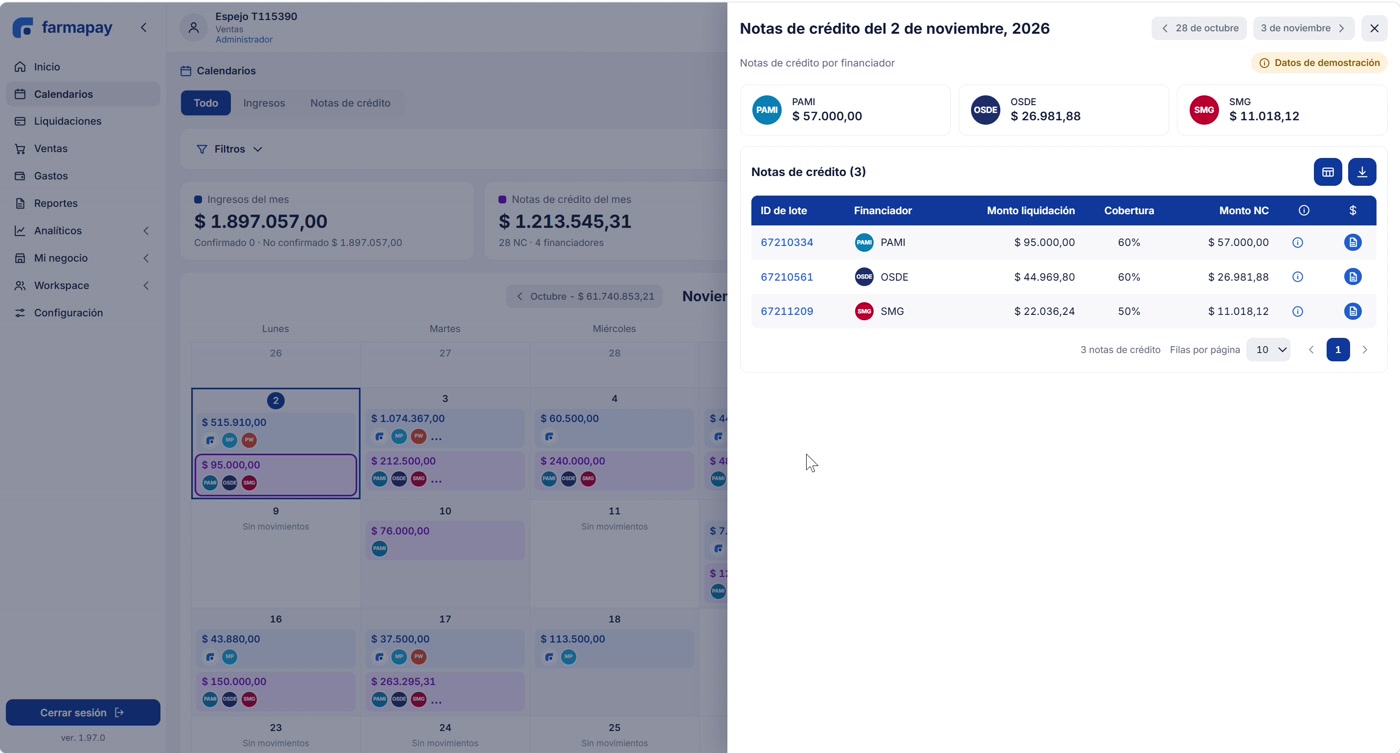 farmapay
Inicio
Calendarios
Liquidaciones
Ventas
Gastos
Reportes
Analíticos
Mi negocio
Workspace
Configuración
Cerrar sesión
ver. 1.97.0
Espejo T115390
Ventas
Administrador
Calendarios
Todo
Ingresos
Notas de crédito
Filtros
Ingresos del mes
$ 1.897.057,00
Confirmado 0 · No confirmado $ 1.897.057,00
Notas de crédito del mes
$ 1.213.545,31
28 NC · 4 financiadores
Octubre - $ 61.740.853,21
Lunes Martes Miércoles
26 27 28
2
$ 515.910,00
MP PW
$ 95.000,00
PAMI OSDE SMG
3
$ 1.074.367,00
MP PW ...
$ 212.500,00
PAMI OSDE SMG ...
4
$ 60.500,00
$ 240.000,00
PAMI OSDE SMG
9
Sin movimientos
10
$ 76.000,00
PAMI
11
Sin movimientos
16
$ 43.880,00
MP
$ 150.000,00
PAMI OSDE SMG
17
$ 37.500,00
MP PW
$ 263.295,31
PAMI OSDE SMG ...
18
$ 113.500,00
MP
23
Sin movimientos
24
Sin movimientos
25
Sin movimientos
Notas de crédito del 2 de noviembre, 2026
28 de octubre
3 de noviembre
Notas de crédito por financiador
Datos de demostración
PAMI
PAMI
$ 57.000,00
OSDE
OSDE
$ 26.981,88
SMG
SMG
$ 11.018,12
Notas de crédito (3)
ID de lote Financiador Monto liquidación Cobertura Monto NC $
67210334 PAMI PAMI $ 95.000,00 60% $ 57.000,00
67210561 OSDE OSDE $ 44.969,80 60% $ 26.981,88
67211209 SMG SMG $ 22.036,24 50% $ 11.018,12
3 notas de crédito Filas por página 10 1